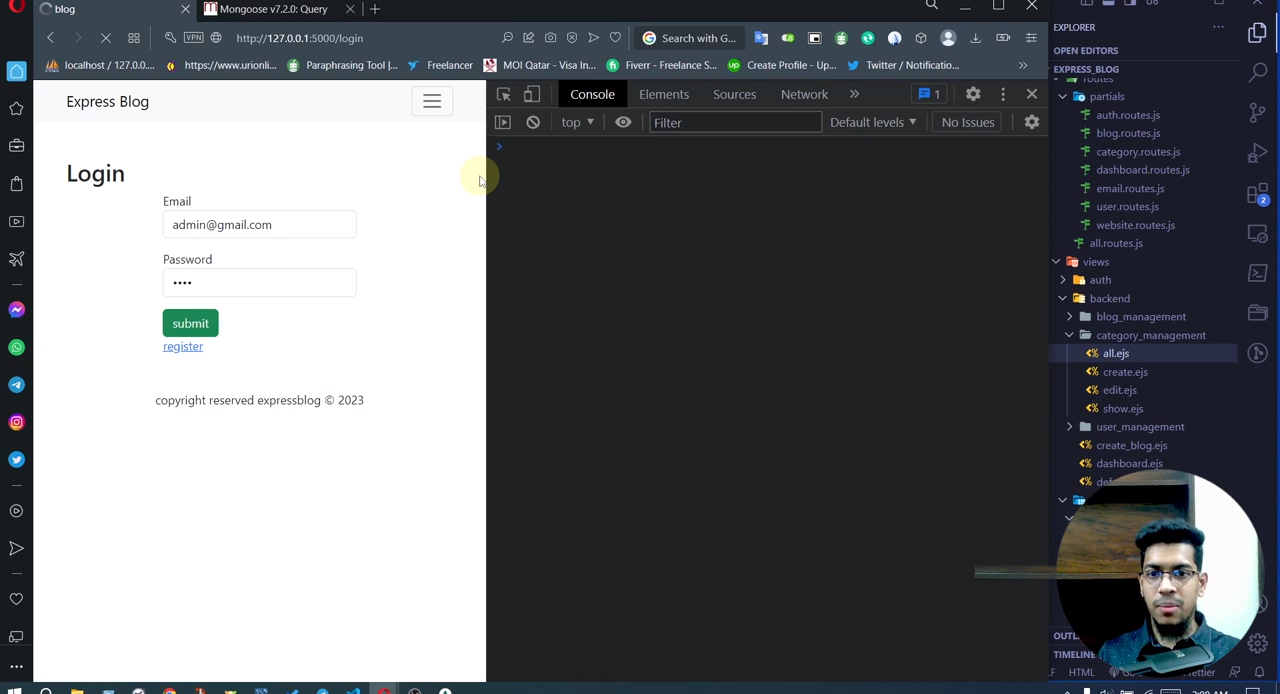 blog
Mongoose v7.2.0: Query
VPN
http://127.0.0.1:5000/login
Search with G...
localhost / 127.0.0....
https://www.urionli...
Paraphrasing Tool |...
Freelancer
MOI Qatar - Visa In...
Fiverr - Freelance S...
Create Profile - Up...
Twitter / Notificatio...
Express Blog
Login
Email
admin@gmail.com
Password
••••
submit
register
copyright reserved expressblog © 2023
Console
Elements
Sources
Network
1
top
Filter
Default levels
No Issues
EXPLORER
OPEN EDITORS
EXPRESS_BLOG
routes
partials
auth.routes.js
blog.routes.js
category.routes.js
dashboard.routes.js
email.routes.js
user.routes.js
website.routes.js
all.routes.js
views
auth
backend
blog_management
category_management
all.ejs
create.ejs
edit.ejs
show.ejs
user_management
create_blog.ejs
dashboard.ejs
TIMELINE
HTML
2